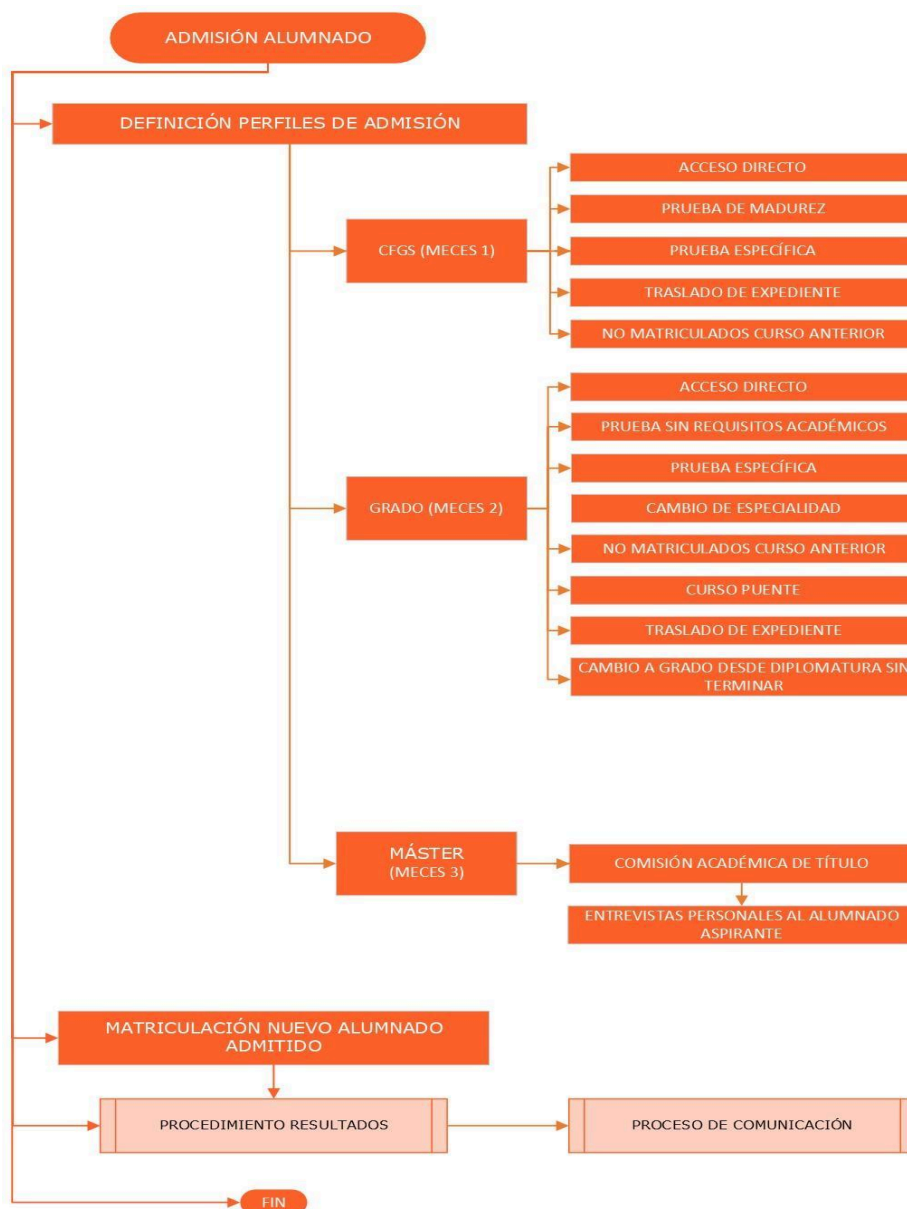 ADMISIÓN ALUMNADO
DEFINICIÓN PERFILES DE ADMISIÓN
CFGS (MECES 1)
ACCESO DIRECTO
PRUEBA DE MADUREZ
PRUEBA ESPECÍFICA
TRASLADO DE EXPEDIENTE
NO MATRICULADOS CURSO ANTERIOR
GRADO (MECES 2)
ACCESO DIRECTO
PRUEBA SIN REQUISITOS ACADÉMICOS
PRUEBA ESPECÍFICA
CAMBIO DE ESPECIALIDAD
NO MATRICULADOS CURSO ANTERIOR
CURSO PUENTE
TRASLADO DE EXPEDIENTE
CAMBIO A GRADO DESDE DIPLOMATURA SIN
TERMINAR
MÁSTER
(MECES 3)
COMISIÓN ACADÉMICA DE TÍTULO
ENTREVISTAS PERSONALES AL ALUMNADO
ASPIRANTE
MATRICULACIÓN NUEVO ALUMNADO
ADMITIDO
PROCEDIMIENTO RESULTADOS
PROCESO DE COMUNICACIÓN
FIN